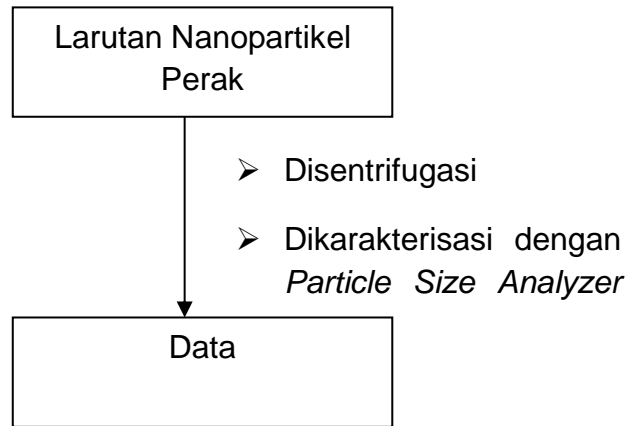 Larutan Nanopartikel
Perak
➢ Disentrifugasi
➢ Dikarakterisasi dengan
Particle Size Analyzer
Data